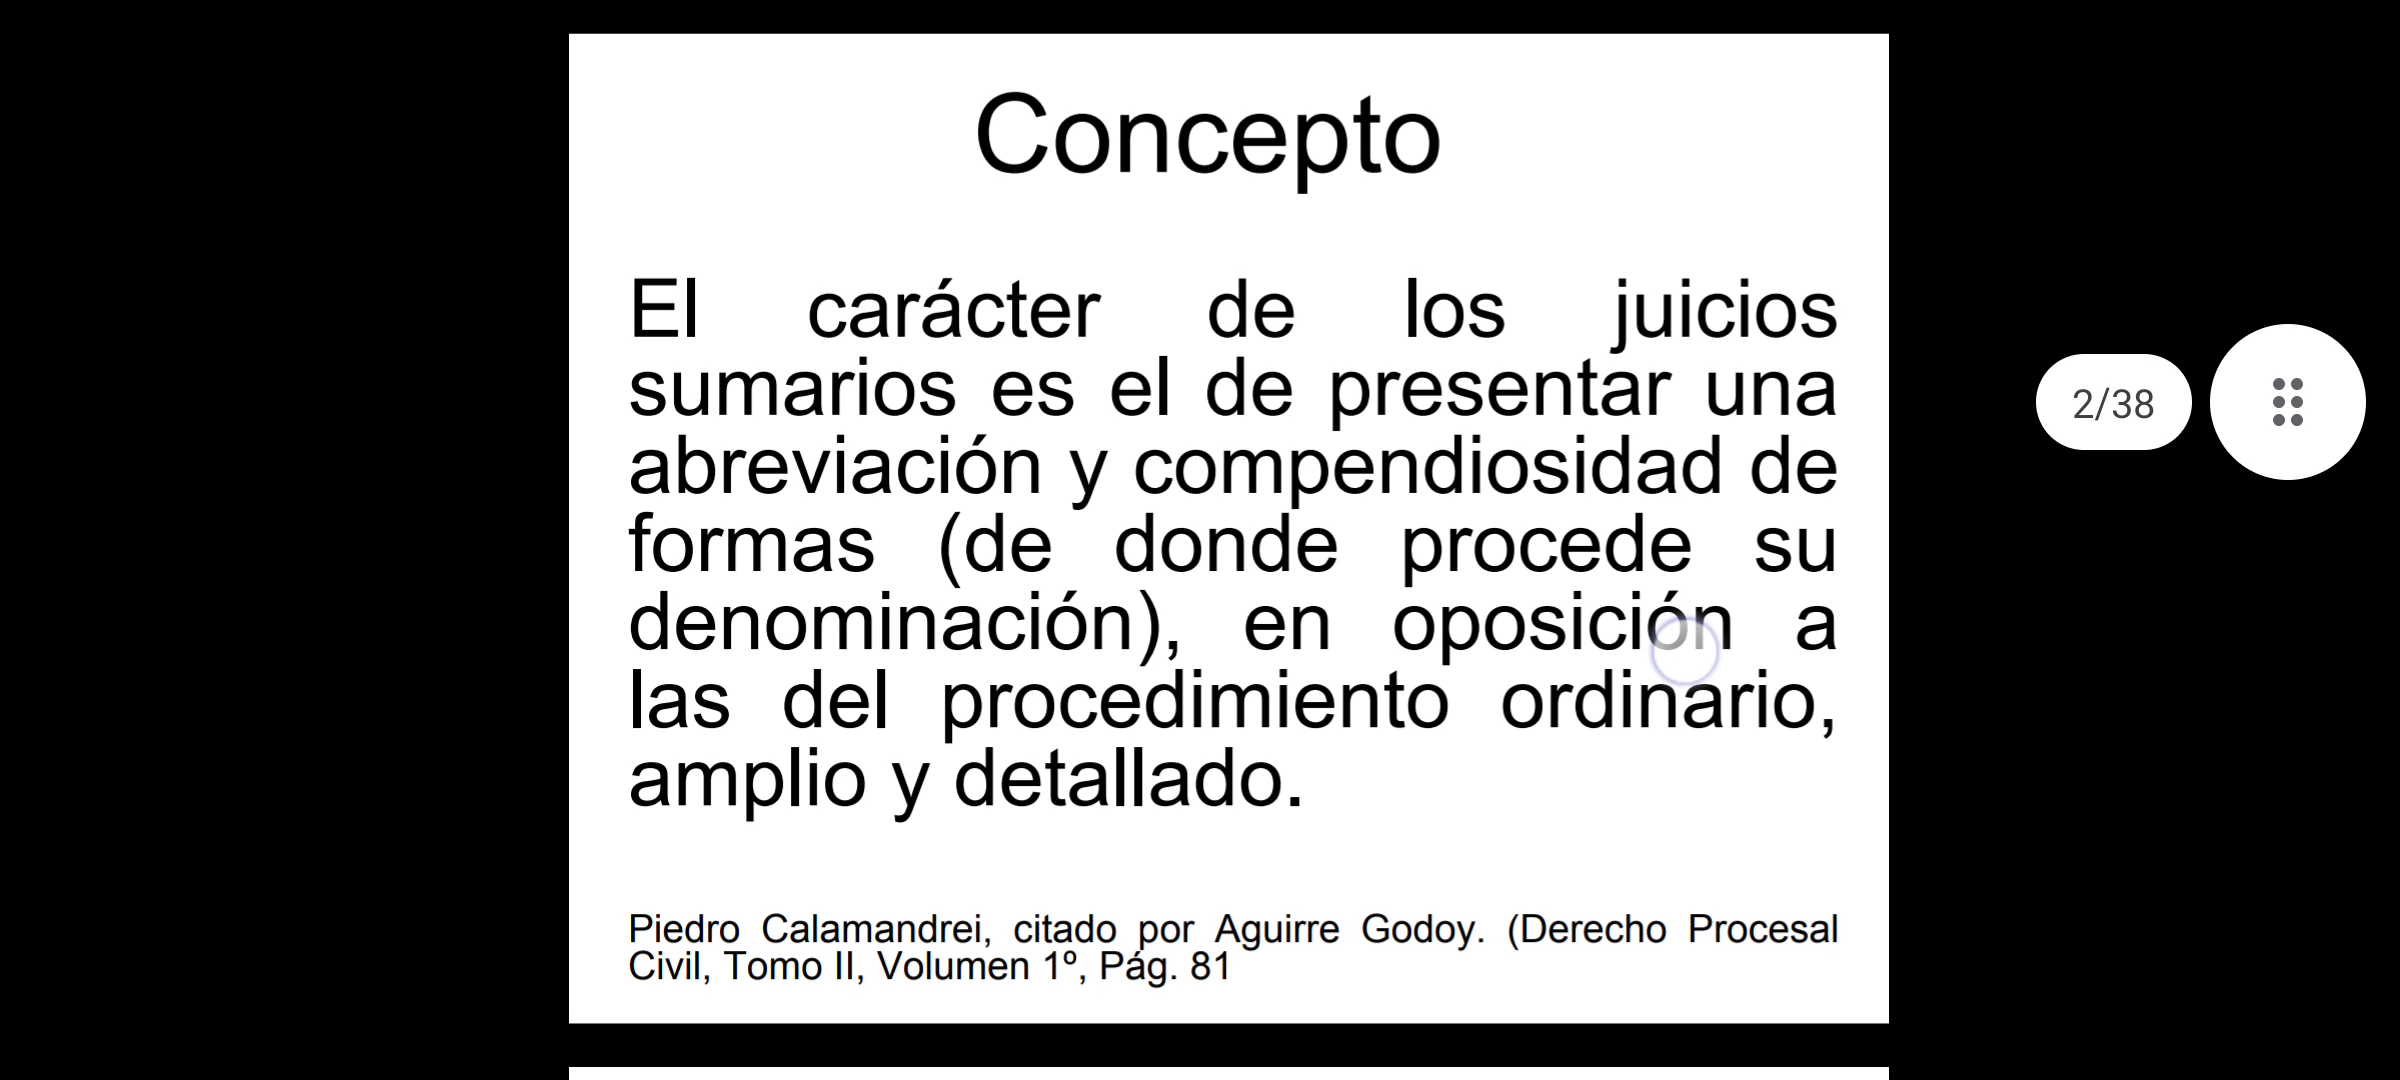 Concepto
El carácter de los juicios
sumarios es el de presentar una
abreviación y compendiosidad de
formas (de donde procede su
denominación), en oposición a
las del procedimiento ordinario,
amplio y detallado.
Piedro Calamandrei, citado por Aguirre Godoy. (Derecho Procesal
Civil, Tomo II, Volumen 1º, Pág. 81
2/38